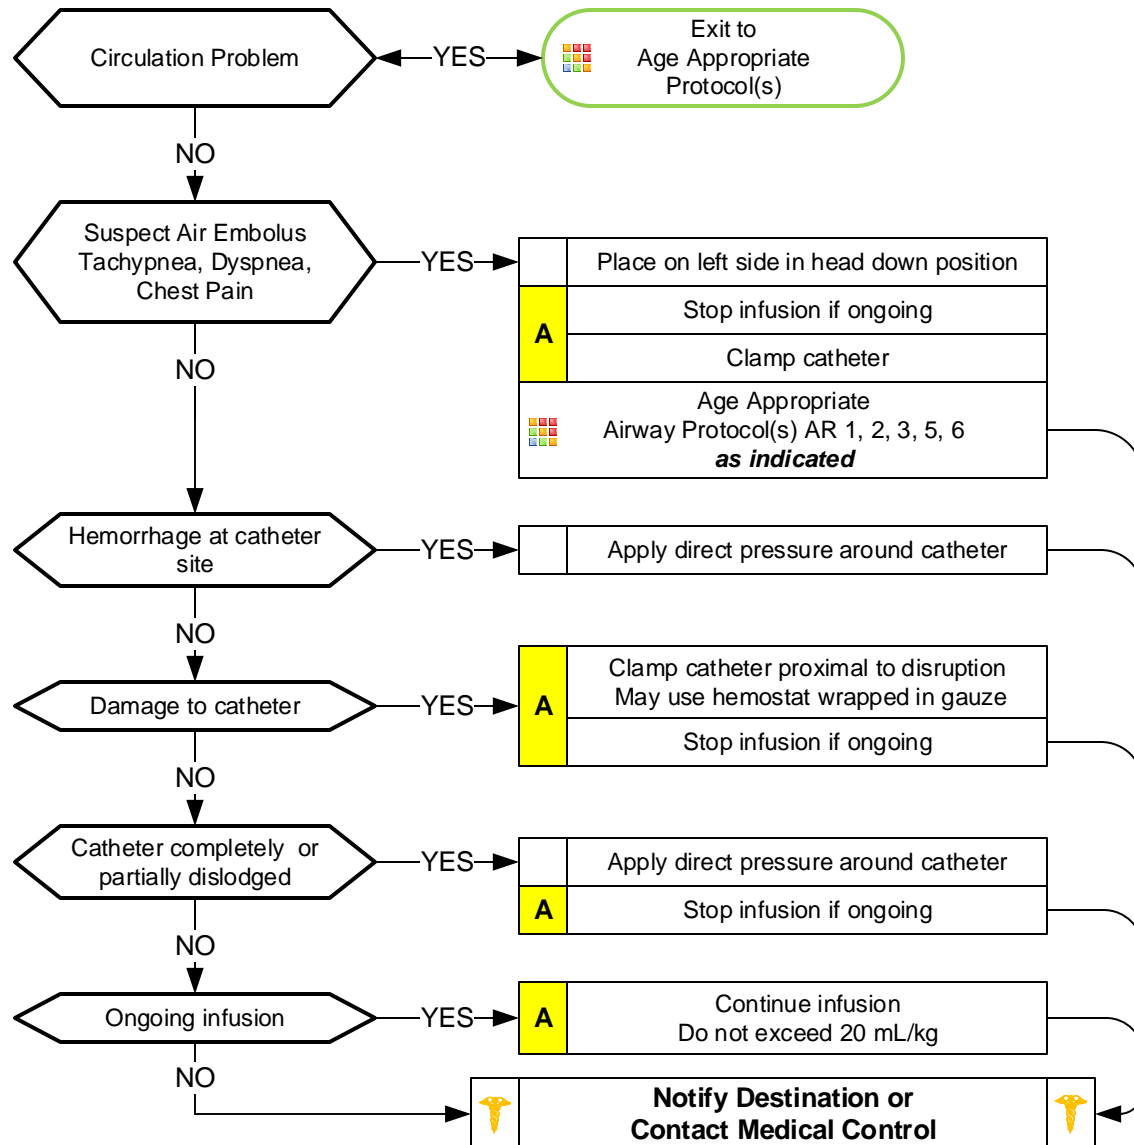 Circulation Problem
YES
Exit to
Age Appropriate
Protocol(s)
NO
Suspect Air Embolus
Tachypnea, Dyspnea,
Chest Pain
YES
Place on left side in head down position
A
Stop infusion if ongoing
Clamp catheter
Age Appropriate
Airway Protocol(s) AR 1, 2, 3, 5, 6
as indicated
NO
Hemorrhage at catheter
site
YES
Apply direct pressure around catheter
NO
Damage to catheter
YES
A
Clamp catheter proximal to disruption
May use hemostat wrapped in gauze
Stop infusion if ongoing
NO
Catheter completely or
partially dislodged
YES
Apply direct pressure around catheter
A
Stop infusion if ongoing
NO
Ongoing infusion
YES
A
Continue infusion
Do not exceed 20 mL/kg
NO
Notify Destination or
Contact Medical Control